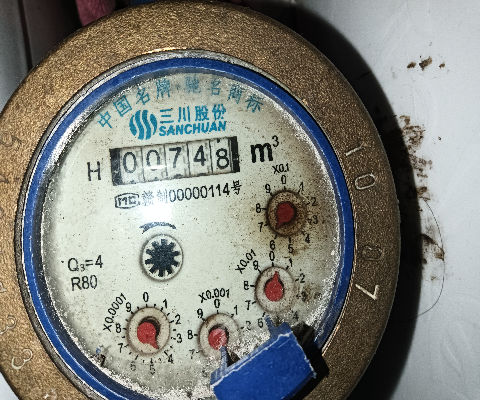 中国名牌·驰名商标
三川股份
SANCHUAN
H 00748 m³
MC 赣制00000114号
Q₃=4
R80
X0.1
X0.01
X0.001
X0.0001